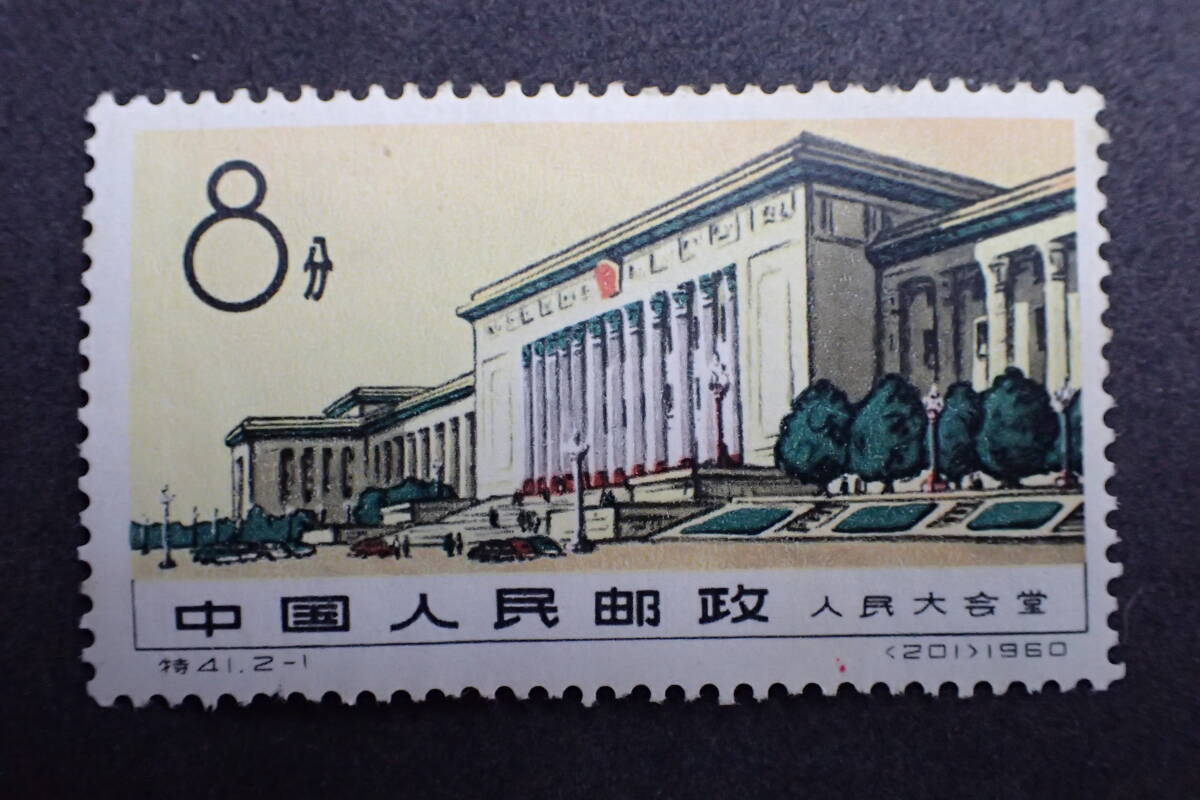 8分
中国人民邮政 人民大会堂
特41.2-1 <201>1960